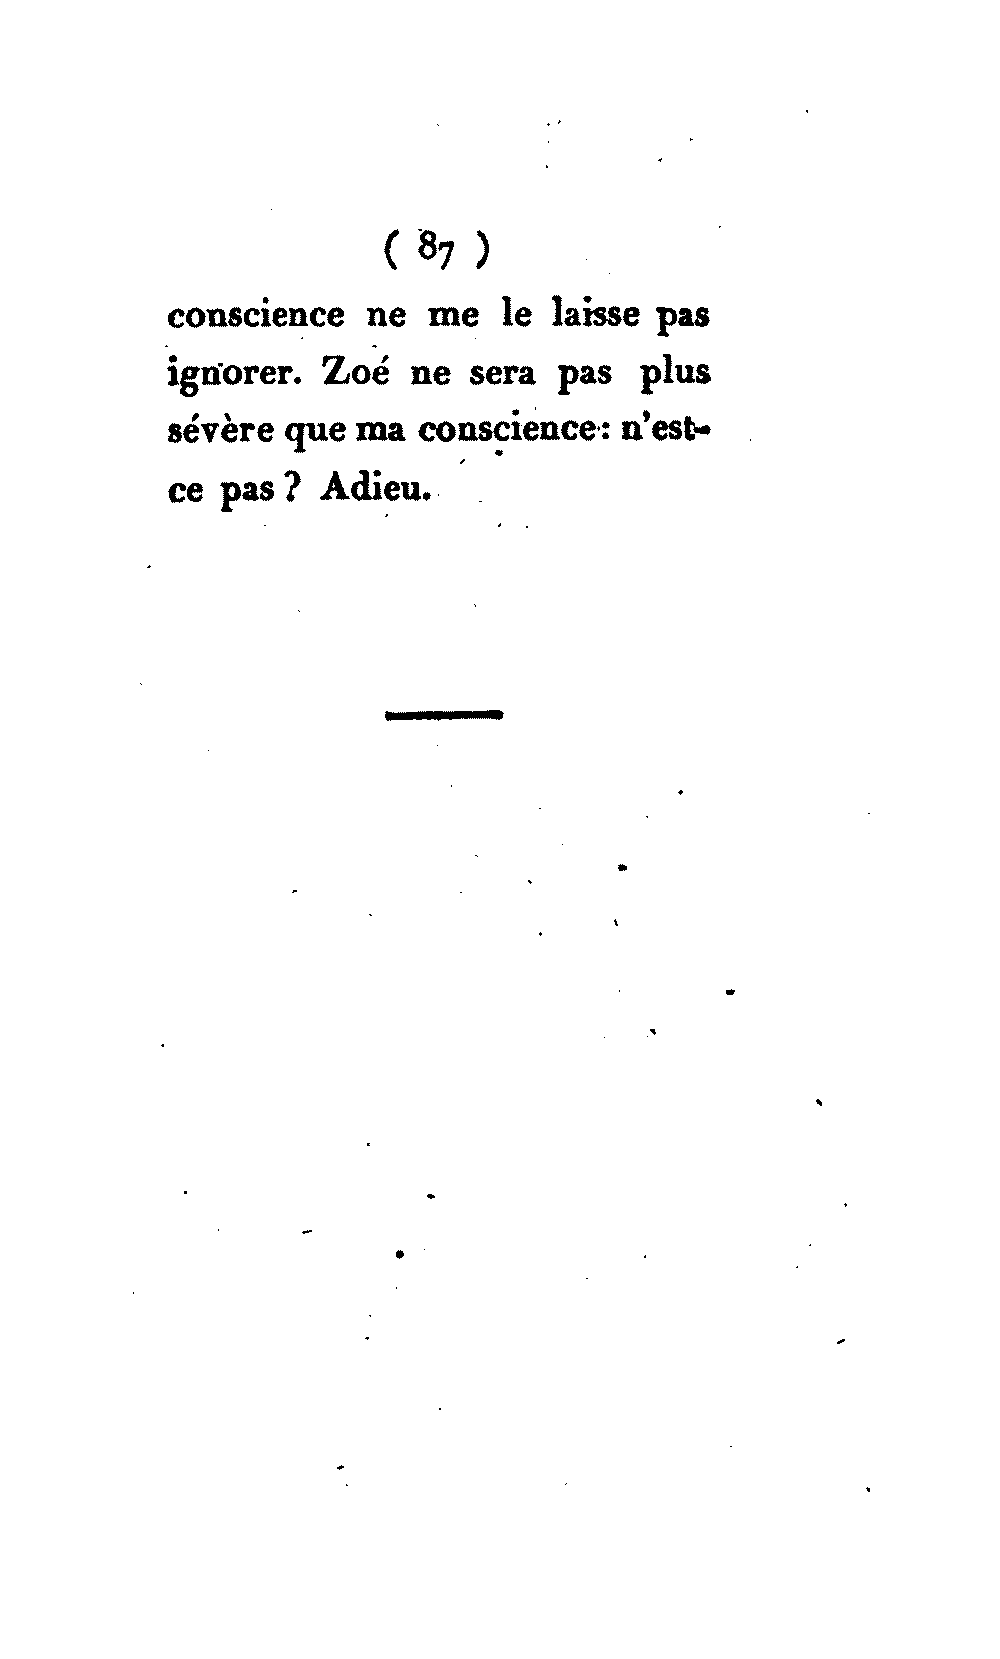 ( 87 )
conscience ne me le laisse pas
ignorer. Zoé ne sera pas plus
sévère que ma conscience : n'est-
ce pas ? Adieu.